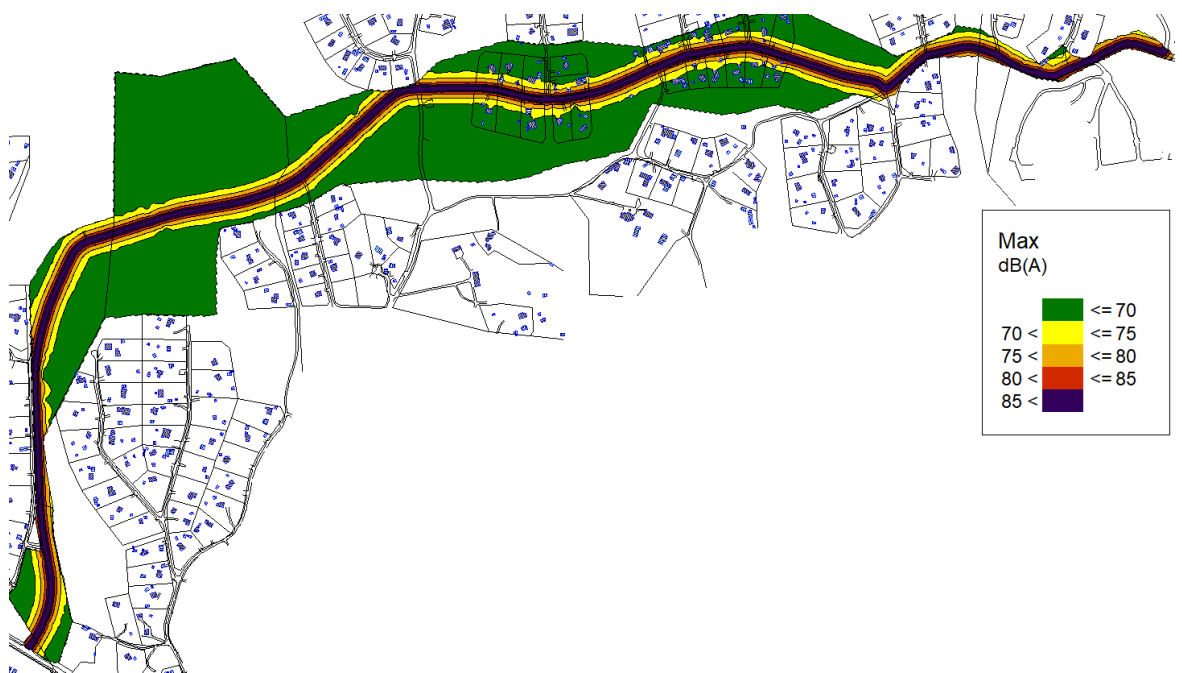 Max
dB(A)
<= 70
70 < <= 75
75 < <= 80
80 < <= 85
85 <